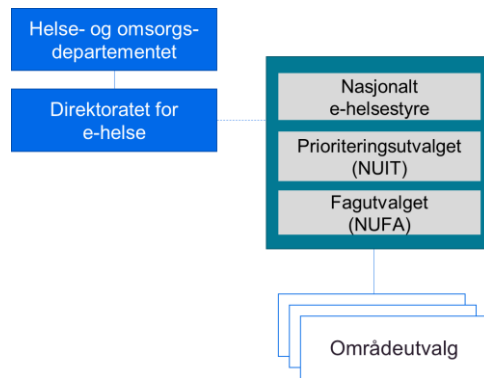 Helse- og omsorgs-
departementet
Direktoratet for
e-helse
Nasjonalt
e-helsestyre
Prioriteringsutvalget
(NUIT)
Fagutvalget
(NUFA)
Områdeutvalg